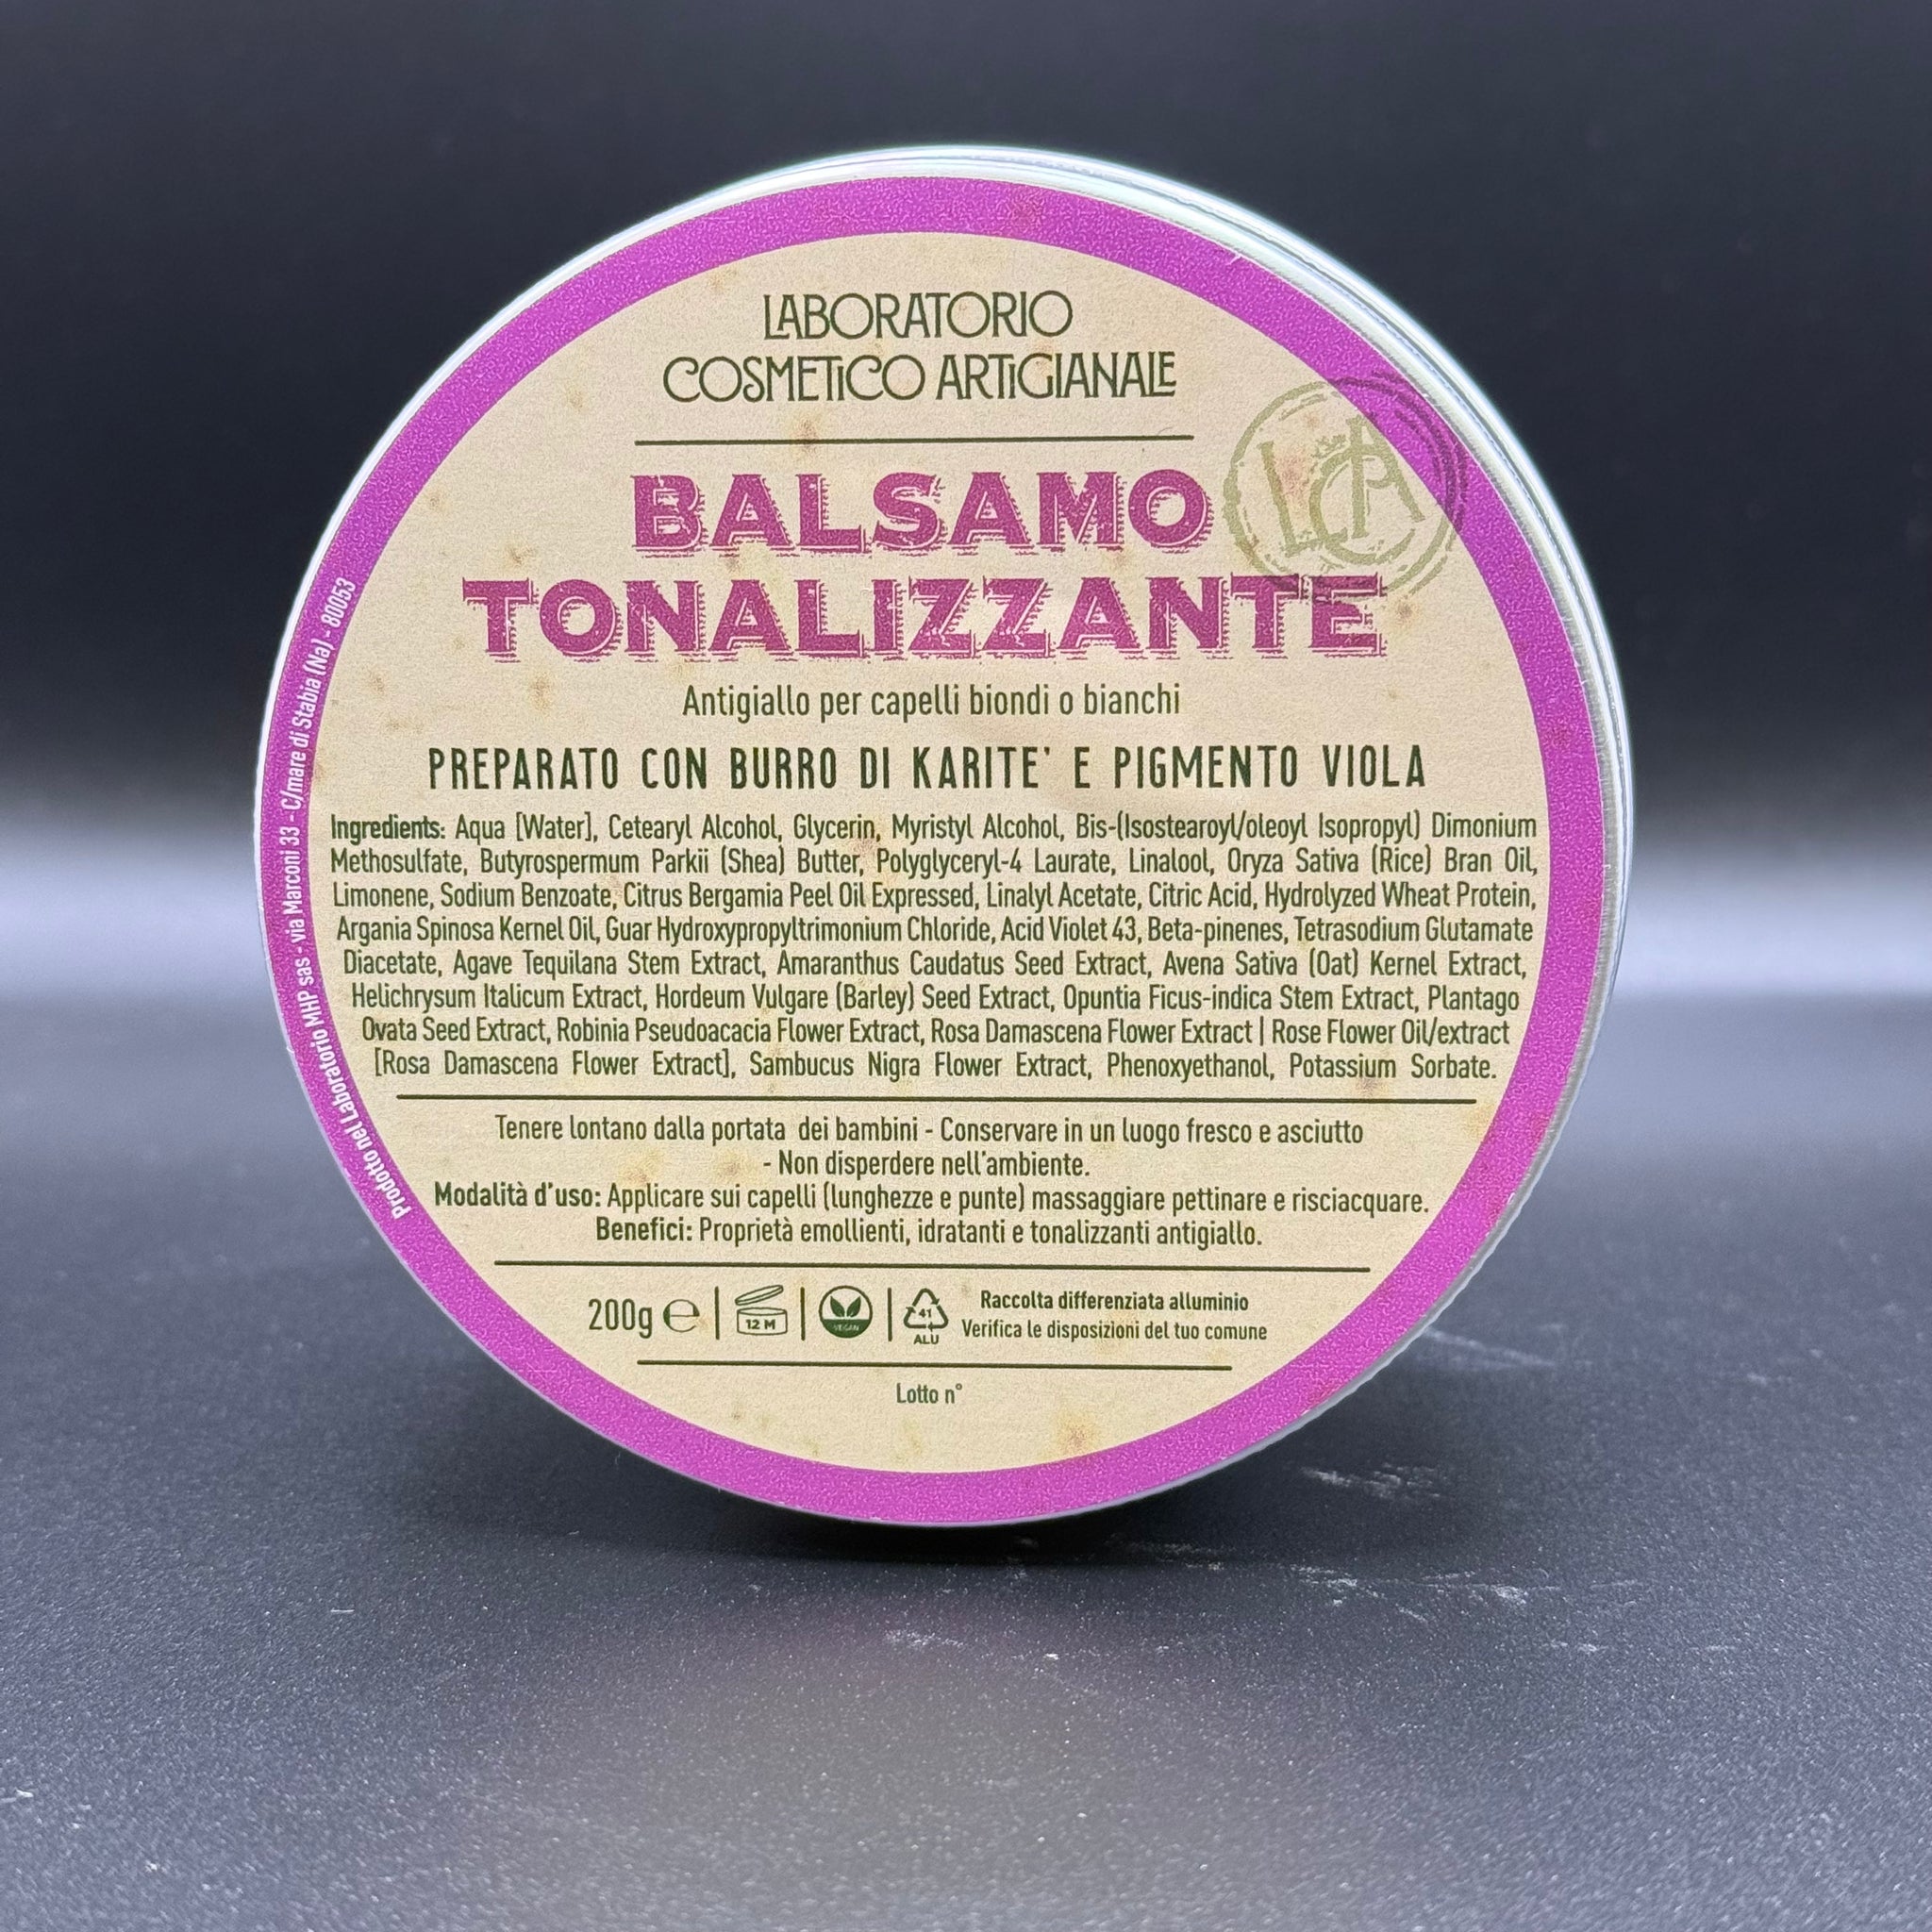 LABORATORIO
COSMETICO ARTIGIANALE
LCA
BALSAMO
TONALIZZANTE
Antigiallo per capelli biondi o bianchi
PREPARATO CON BURRO DI KARITE' E PIGMENTO VIOLA
Ingredients: Aqua [Water], Cetearyl Alcohol, Glycerin, Myristyl Alcohol, Bis-(Isostearoyl/oleoyl Isopropyl) Dimonium
Methosulfate, Butyrospermum Parkii (Shea) Butter, Polyglyceryl-4 Laurate, Linalool, Oryza Sativa (Rice) Bran Oil,
Limonene, Sodium Benzoate, Citrus Bergamia Peel Oil Expressed, Linalyl Acetate, Citric Acid, Hydrolyzed Wheat Protein,
Argania Spinosa Kernel Oil, Guar Hydroxypropyltrimonium Chloride, Acid Violet 43, Beta-pinenes, Tetrasodium Glutamate
Diacetate, Agave Tequilana Stem Extract, Amaranthus Caudatus Seed Extract, Avena Sativa (Oat) Kernel Extract,
Helichrysum Italicum Extract, Hordeum Vulgare (Barley) Seed Extract, Opuntia Ficus-indica Stem Extract, Plantago
Ovata Seed Extract, Robinia Pseudoacacia Flower Extract, Rosa Damascena Flower Extract | Rose Flower Oil/extract
[Rosa Damascena Flower Extract], Sambucus Nigra Flower Extract, Phenoxyethanol, Potassium Sorbate.
Tenere lontano dalla portata dei bambini - Conservare in un luogo fresco e asciutto
- Non disperdere nell'ambiente.
Modalità d'uso: Applicare sui capelli (lunghezze e punte) massaggiare pettinare e risciacquare.
Benefici: Proprietà emollienti, idratanti e tonalizzanti antigiallo.
200g ℮ | 12 M | VEGAN | 41 ALU
Raccolta differenziata alluminio
Verifica le disposizioni del tuo comune
Lotto n°
Prodotto nel Laboratorio MHP sas - via Marconi 33 - C/mare di Stabia (Na) - 80053